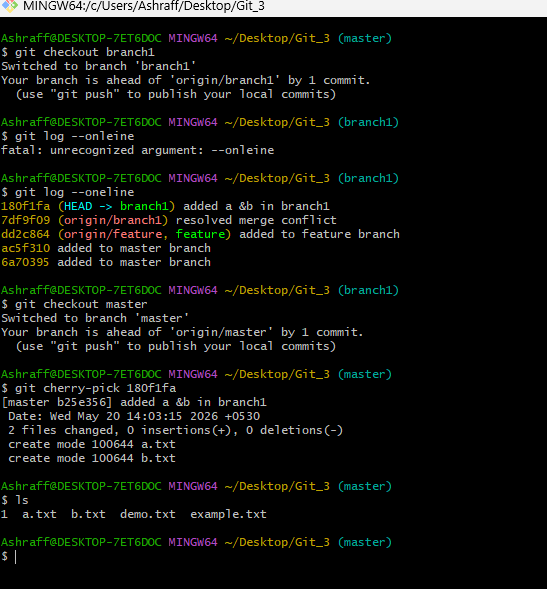 MINGW64:/c/Users/Ashraff/Desktop/Git_3
Ashraff@DESKTOP-7ET6DOC MINGW64 ~/Desktop/Git_3 (master)
$ git checkout branch1
Switched to branch 'branch1'
Your branch is ahead of 'origin/branch1' by 1 commit.
  (use "git push" to publish your local commits)
Ashraff@DESKTOP-7ET6DOC MINGW64 ~/Desktop/Git_3 (branch1)
$ git log --onleine
fatal: unrecognized argument: --onleine
Ashraff@DESKTOP-7ET6DOC MINGW64 ~/Desktop/Git_3 (branch1)
$ git log --oneline
180f1fa (HEAD -> branch1) added a &b in branch1
7df9f09 (origin/branch1) resolved merge conflict
dd2c864 (origin/feature, feature) added to feature branch
ac5f310 added to master branch
6a70395 added to master branch
Ashraff@DESKTOP-7ET6DOC MINGW64 ~/Desktop/Git_3 (branch1)
$ git checkout master
Switched to branch 'master'
Your branch is ahead of 'origin/master' by 1 commit.
  (use "git push" to publish your local commits)
Ashraff@DESKTOP-7ET6DOC MINGW64 ~/Desktop/Git_3 (master)
$ git cherry-pick 180f1fa
[master b25e356] added a &b in branch1
 Date: Wed May 20 14:03:15 2026 +0530
 2 files changed, 0 insertions(+), 0 deletions(-)
 create mode 100644 a.txt
 create mode 100644 b.txt
Ashraff@DESKTOP-7ET6DOC MINGW64 ~/Desktop/Git_3 (master)
$ ls
1  a.txt  b.txt  demo.txt  example.txt
Ashraff@DESKTOP-7ET6DOC MINGW64 ~/Desktop/Git_3 (master)
$